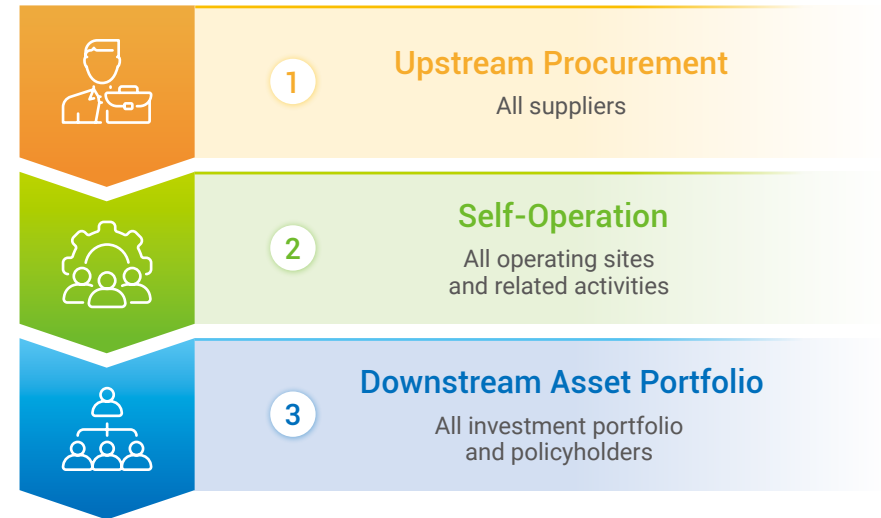 1
Upstream Procurement
All suppliers
2
Self-Operation
All operating sites
and related activities
3
Downstream Asset Portfolio
All investment portfolio
and policyholders